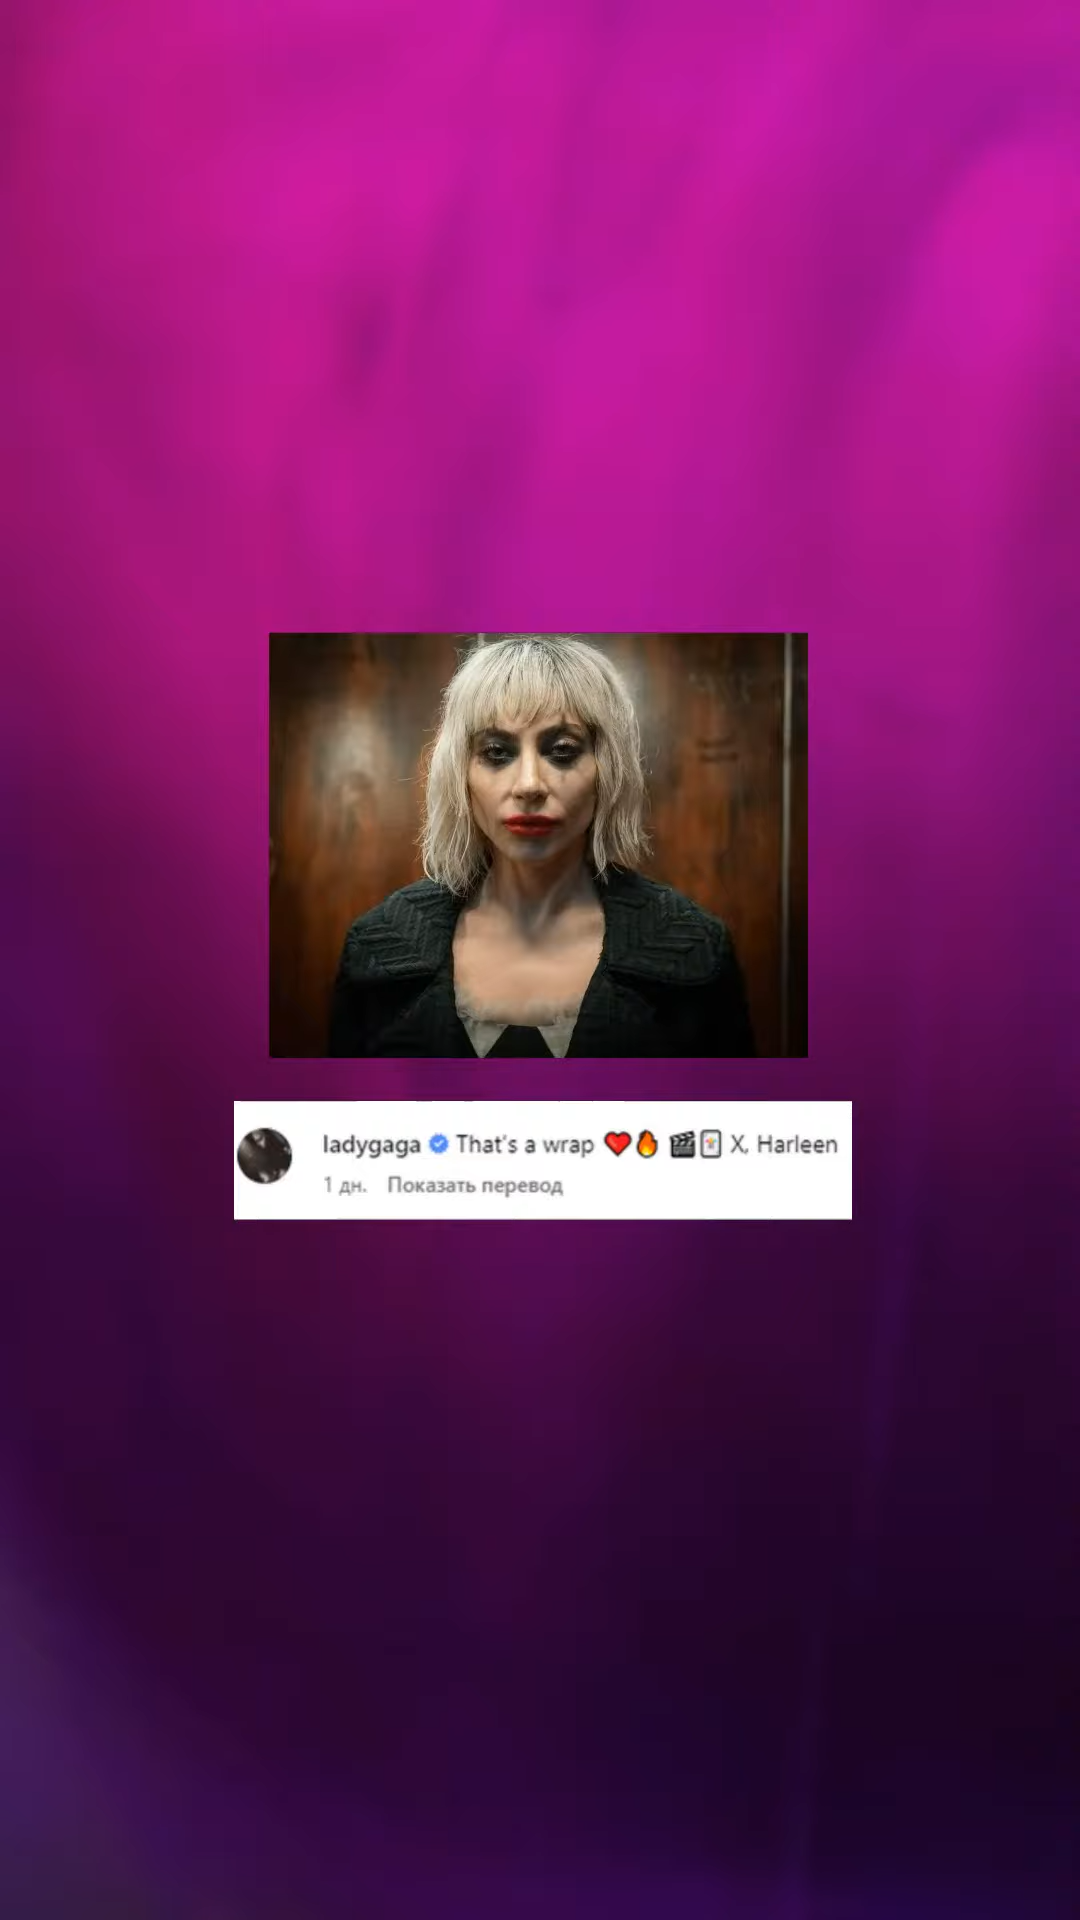 ladygaga That's a wrap ❤️🔥 🎬🃏 X, Harleen
1 дн. Показать перевод